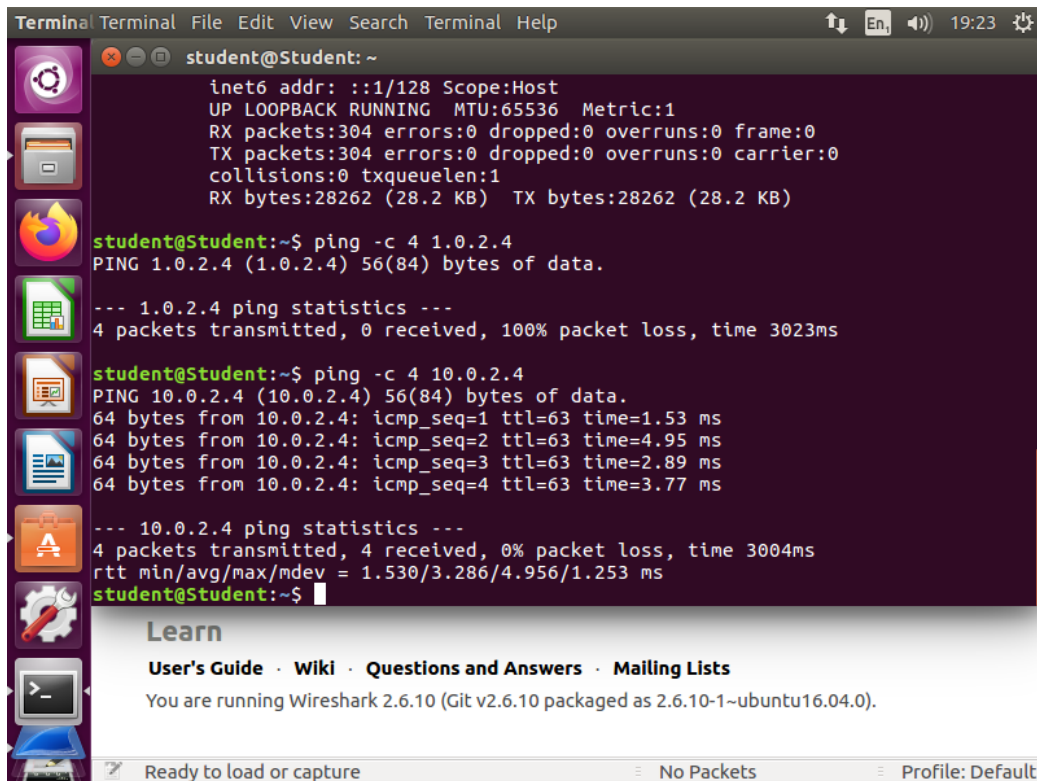 Terminal Terminal File Edit View Search Terminal Help En 19:23
student@Student: ~
inet6 addr: ::1/128 Scope:Host
UP LOOPBACK RUNNING  MTU:65536  Metric:1
RX packets:304 errors:0 dropped:0 overruns:0 frame:0
TX packets:304 errors:0 dropped:0 overruns:0 carrier:0
collisions:0 txqueuelen:1
RX bytes:28262 (28.2 KB)  TX bytes:28262 (28.2 KB)
student@Student:~$ ping -c 4 1.0.2.4
PING 1.0.2.4 (1.0.2.4) 56(84) bytes of data.
--- 1.0.2.4 ping statistics ---
4 packets transmitted, 0 received, 100% packet loss, time 3023ms
student@Student:~$ ping -c 4 10.0.2.4
PING 10.0.2.4 (10.0.2.4) 56(84) bytes of data.
64 bytes from 10.0.2.4: icmp_seq=1 ttl=63 time=1.53 ms
64 bytes from 10.0.2.4: icmp_seq=2 ttl=63 time=4.95 ms
64 bytes from 10.0.2.4: icmp_seq=3 ttl=63 time=2.89 ms
64 bytes from 10.0.2.4: icmp_seq=4 ttl=63 time=3.77 ms
--- 10.0.2.4 ping statistics ---
4 packets transmitted, 4 received, 0% packet loss, time 3004ms
rtt min/avg/max/mdev = 1.530/3.286/4.956/1.253 ms
student@Student:~$
Learn
User's Guide · Wiki · Questions and Answers · Mailing Lists
You are running Wireshark 2.6.10 (Git v2.6.10 packaged as 2.6.10-1~ubuntu16.04.0).
Ready to load or capture No Packets Profile: Default